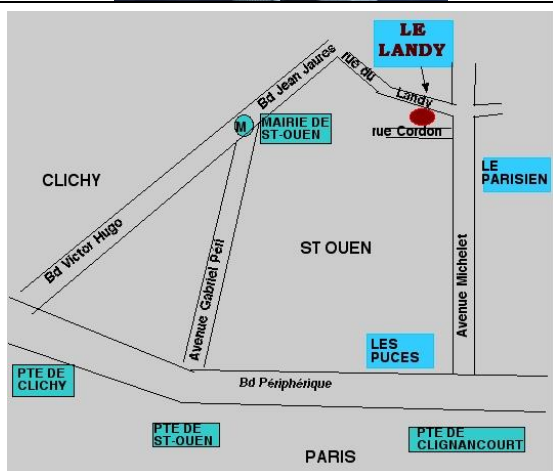 LE
LANDY
Bd Jean Jaures
rue du
Landy
M
MAIRIE DE
ST-OUEN
rue Cordon
CLICHY
LE
PARISIEN
Bd Victor Hugo
ST OUEN
Avenue Gabriel Péri
Avenue Michelet
LES
PUCES
PTE DE
CLICHY
Bd Périphérique
PTE DE
ST-OUEN
PTE DE
CLIGNANCOURT
PARIS